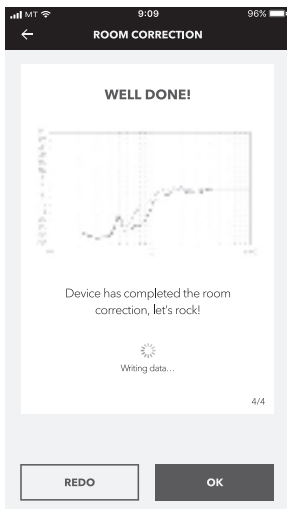 MT 9:09 96%
ROOM CORRECTION
WELL DONE!
Device has completed the room
correction, let's rock!
Writing data...
4/4
REDO OK